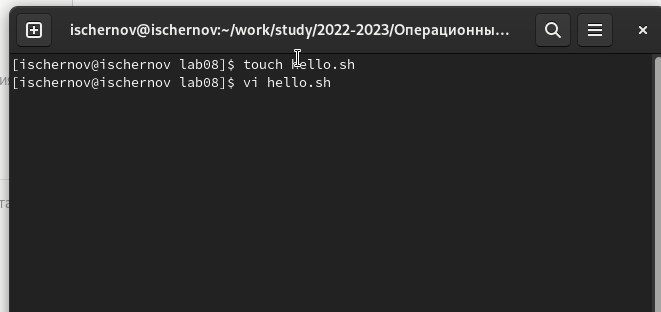 ischernov@ischernov:~/work/study/2022-2023/Операционны...
[ischernov@ischernov lab08]$ touch hello.sh
[ischernov@ischernov lab08]$ vi hello.sh